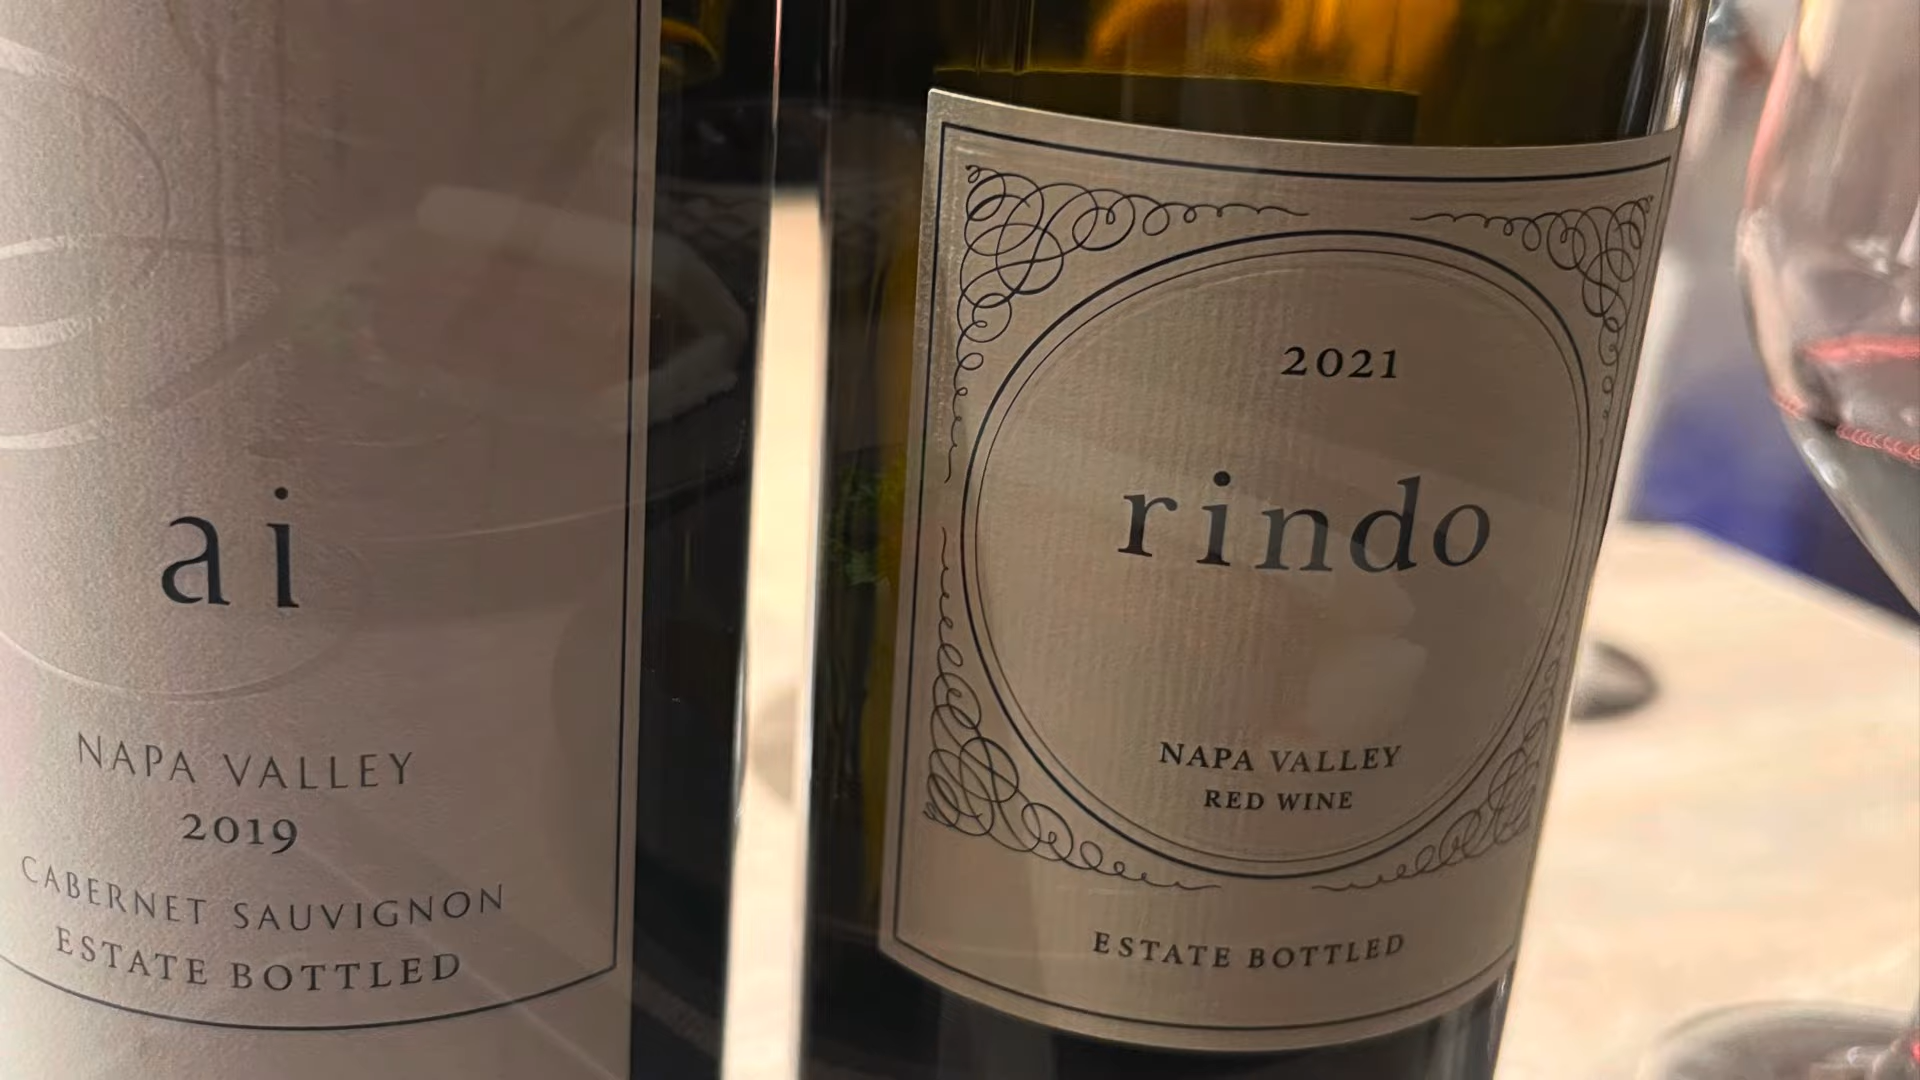 ai
NAPA VALLEY
2019
CABERNET SAUVIGNON
ESTATE BOTTLED
2021
rindo
NAPA VALLEY
RED WINE
ESTATE BOTTLED